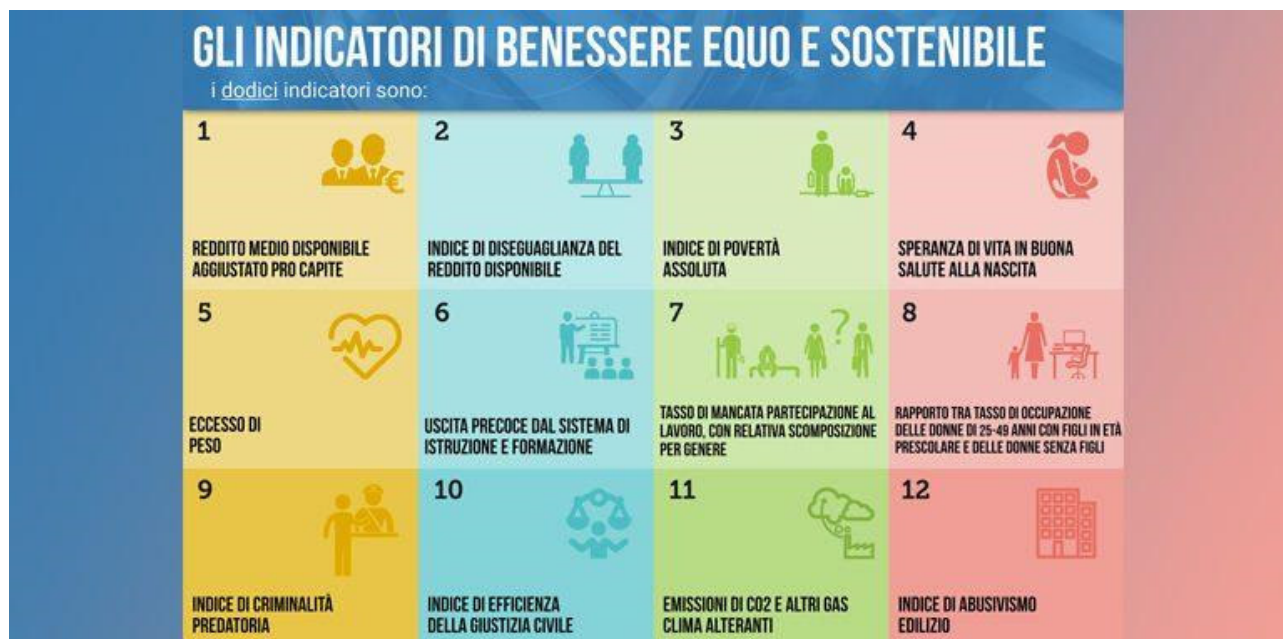 GLI INDICATORI DI BENESSERE EQUO E SOSTENIBILE
i dodici indicatori sono:
1
REDDITO MEDIO DISPONIBILE
AGGIUSTATO PRO CAPITE
€
2
INDICE DI DISEGUAGLIANZA DEL
REDDITO DISPONIBILE
3
INDICE DI POVERTÀ
ASSOLUTA
4
SPERANZA DI VITA IN BUONA
SALUTE ALLA NASCITA
5
ECCESSO DI
PESO
6
USCITA PRECOCE DAL SISTEMA DI
ISTRUZIONE E FORMAZIONE
7
?
TASSO DI MANCATA PARTECIPAZIONE AL
LAVORO, CON RELATIVA SCOMPOSIZIONE
PER GENERE
8
RAPPORTO TRA TASSO DI OCCUPAZIONE
DELLE DONNE DI 25-49 ANNI CON FIGLI IN ETÀ
PRESCOLARE E DELLE DONNE SENZA FIGLI
9
INDICE DI CRIMINALITÀ
PREDATORIA
10
INDICE DI EFFICIENZA
DELLA GIUSTIZIA CIVILE
11
EMISSIONI DI CO2 E ALTRI GAS
CLIMA ALTERANTI
12
INDICE DI ABUSIVISMO
EDILIZIO